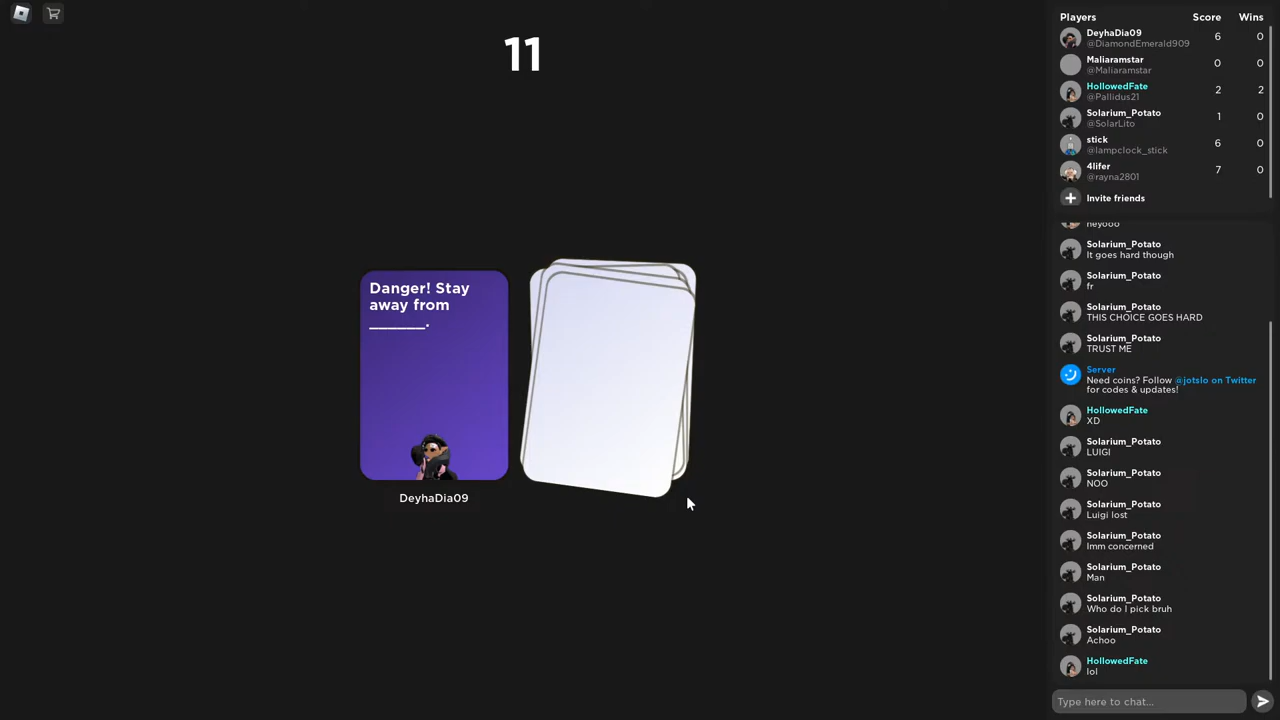 11
Danger! Stay
away from
______.
DeyhaDia09
Players Score Wins
DeyhaDia09 6 0
@DiamondEmerald909
Maliaramstar 0 0
@Maliaramstar
HollowedFate 2 2
@Pallidus21
Solarium_Potato 1 0
@SolarLito
stick 6 0
@lampclock_stick
4lifer 7 0
@rayna2801
Invite friends
heyooo
Solarium_Potato
It goes hard though
Solarium_Potato
fr
Solarium_Potato
THIS CHOICE GOES HARD
Solarium_Potato
TRUST ME
Server
Need coins? Follow @jotslo on Twitter
for codes & updates!
HollowedFate
XD
Solarium_Potato
LUIGI
Solarium_Potato
NOO
Solarium_Potato
Luigi lost
Solarium_Potato
Imm concerned
Solarium_Potato
Man
Solarium_Potato
Who do I pick bruh
Solarium_Potato
Achoo
HollowedFate
lol
Type here to chat...